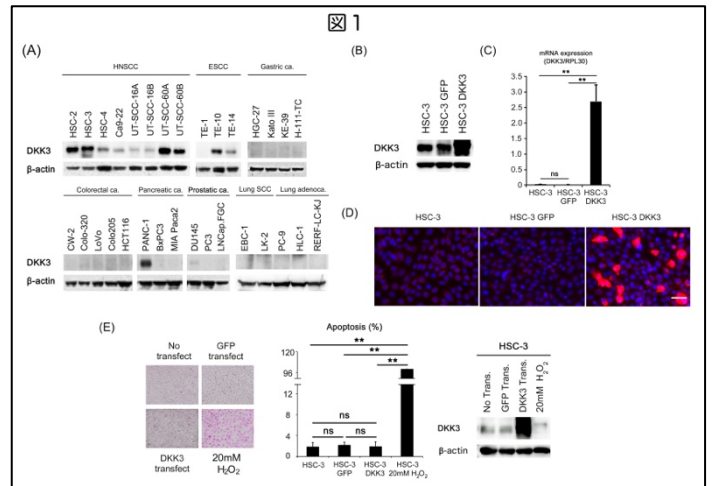 図1
(A)
HNSCC
ESCC
Gastric ca.
HSC-2
HSC-3
HSC-4
Ca9-22
UT-SCC-16A
UT-SCC-16B
UT-SCC-60A
UT-SCC-60B
TE-1
TE-10
TE-14
HGC-27
Kato III
KE-39
H-111-TC
DKK3
β-actin
Colorectal ca.
Pancreatic ca.
Prostatic ca.
Lung SCC
Lung adenoca.
CW-2
Colo-320
LoVo
Colo205
HCT116
PANC-1
BxPC3
MIA Paca2
DU145
PC3
LNCap.FGC
EBC-1
LK-2
PC-9
HLC-1
RERF-LC-KJ
DKK3
β-actin
(B)
HSC-3
HSC-3 GFP
HSC-3 DKK3
DKK3
β-actin
(C)
mRNA expression
(DKK3/RPL30)
**
**
ns
3.5
3.0
2.5
2.0
1.5
1.0
0.5
0
HSC-3
HSC-3
GFP
HSC-3
DKK3
(D)
HSC-3
HSC-3 GFP
HSC-3 DKK3
(E)
No
transfect
GFP
transfect
DKK3
transfect
20mM
H₂O₂
Apoptosis (%)
**
**
**
ns
ns
ns
120
96
8
6
4
2
0
HSC-3
HSC-3
GFP
HSC-3
DKK3
HSC-3
20mM H₂O₂
HSC-3
No Trans.
GFP Trans.
DKK3 Trans.
20mM H₂O₂
DKK3
β-actin